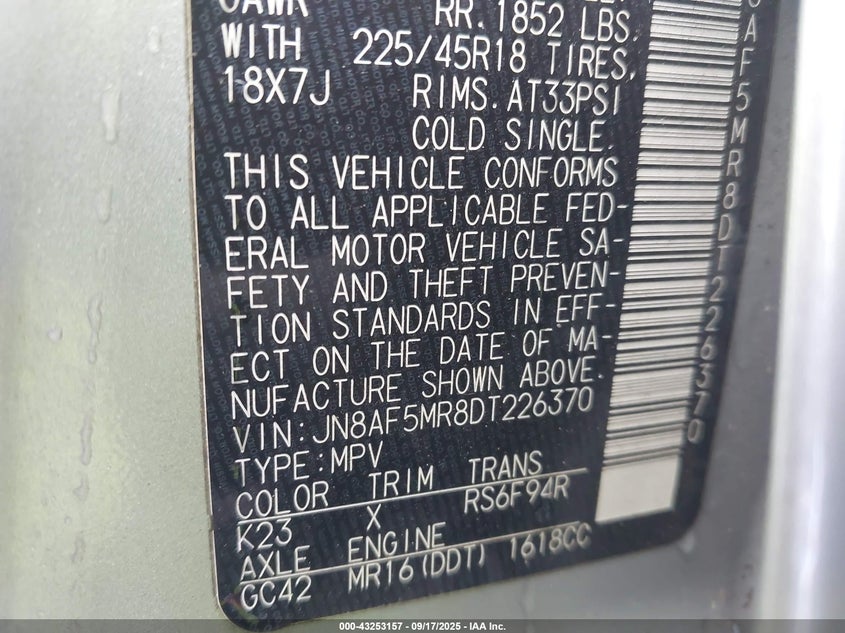 RR. 1852 LBS.
WITH 225/45R18 TIRES,
18X7J RIMS. AT33PSI
COLD SINGLE.
THIS VEHICLE CONFORMS
TO ALL APPLICABLE FED-
ERAL MOTOR VEHICLE SA-
FETY AND THEFT PREVEN-
TION STANDARDS IN EFF-
ECT ON THE DATE OF MA-
NUFACTURE SHOWN ABOVE.
VIN:JN8AF5MR8DT226370
TYPE:MPV
COLOR TRIM TRANS
K23 X RS6F94R
AXLE ENGINE
GC42 MR16(DDT) 1618CC
AF5MR8DT226370
000-43253157 - 09/17/2025 - IAA Inc.